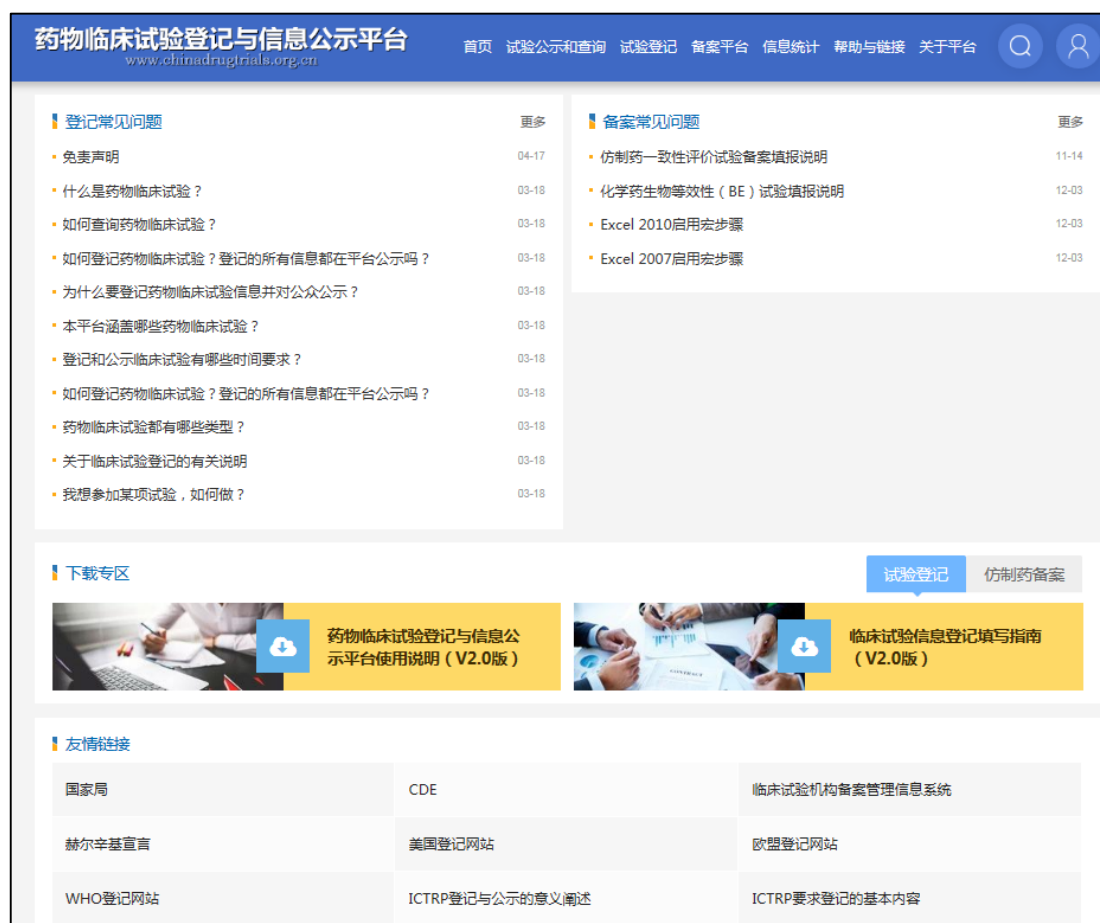 药物临床试验登记与信息公示平台
www.chinadrugtrials.org.cn
首页 试验公示和查询 试验登记 备案平台 信息统计 帮助与链接 关于平台
登记常见问题 更多
免责声明 04-17
什么是药物临床试验？ 03-18
如何查询药物临床试验？ 03-18
如何登记药物临床试验？登记的所有信息都在平台公示吗？ 03-18
为什么要登记药物临床试验信息并对公众公示？ 03-18
本平台涵盖哪些药物临床试验？ 03-18
登记和公示临床试验有哪些时间要求？ 03-18
如何登记药物临床试验？登记的所有信息都在平台公示吗？ 03-18
药物临床试验都有哪些类型？ 03-18
关于临床试验登记的有关说明 03-18
我想参加某项试验，如何做？ 03-18
备案常见问题 更多
仿制药一致性评价试验备案填报说明 11-14
化学药生物等效性（BE）试验填报说明 12-03
Excel 2010启用宏步骤 12-03
Excel 2007启用宏步骤 12-03
下载专区
试验登记 仿制药备案
药物临床试验登记与信息公
示平台使用说明（V2.0版）
临床试验信息登记填写指南
（V2.0版）
友情链接
国家局 CDE 临床试验机构备案管理信息系统
赫尔辛基宣言 美国登记网站 欧盟登记网站
WHO登记网站 ICTRP登记与公示的意义阐述 ICTRP要求登记的基本内容